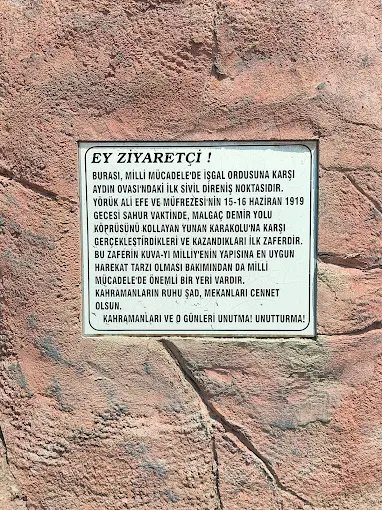 EY ZİYARETÇİ !
BURASI, MİLLİ MÜCADELE'DE İŞGAL ORDUSUNA KARŞI
AYDIN OVASI'NDAKİ İLK SİVİL DİRENİŞ NOKTASIDIR.
YÖRÜK ALİ EFE VE MÜFREZESİ'NİN 15-16 HAZİRAN 1919
GECESİ SAHUR VAKTİNDE, MALGAÇ DEMİR YOLU
KÖPRÜSÜNÜ KOLLAYAN YUNAN KARAKOLU'NA KARŞI
GERÇEKLEŞTİRDİKLERİ VE KAZANDIKLARI İLK ZAFERDİR.
BU ZAFERİN KUVA-YI MİLLİY'ENİN YAPISINA EN UYGUN
HAREKAT TARZI OLMASI BAKIMINDAN DA MİLLİ
MÜCADELE'DE ÖNEMLİ BİR YERİ VARDIR.
KAHRAMANLARIN RUHU ŞAD, MEKANLARI CENNET
OLSUN.
KAHRAMANLARI VE O GÜNLERİ UNUTMA! UNUTTURMA!